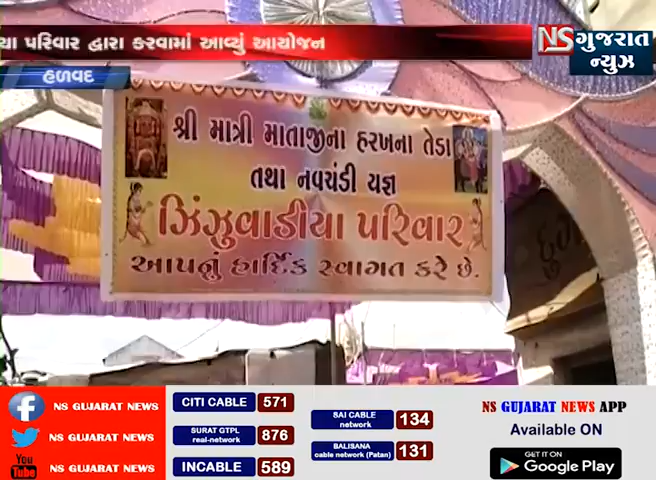 યા પરિવાર દ્વારા કરવામાં આવ્યું આયોજન
NS ગુજરાત
ન્યુઝ
હળવદ
શ્રી માત્રી માતાજીના હરખના તેડા
તથા નવચંડી યજ્ઞ
ઝિંઝુવાડીયા પરિવાર
આપનું હાર્દિક સ્વાગત કરે છે.
NS GUJARAT NEWS
NS GUJARAT NEWS
You Tube NS GUJARAT NEWS
CITI CABLE 571
SURAT GTPL real-network 876
INCABLE 589
SAI CABLE network 134
BALISANA cable network (Patan) 131
NS GUJARAT NEWS APP
Available ON
GET IT ON
Google Play